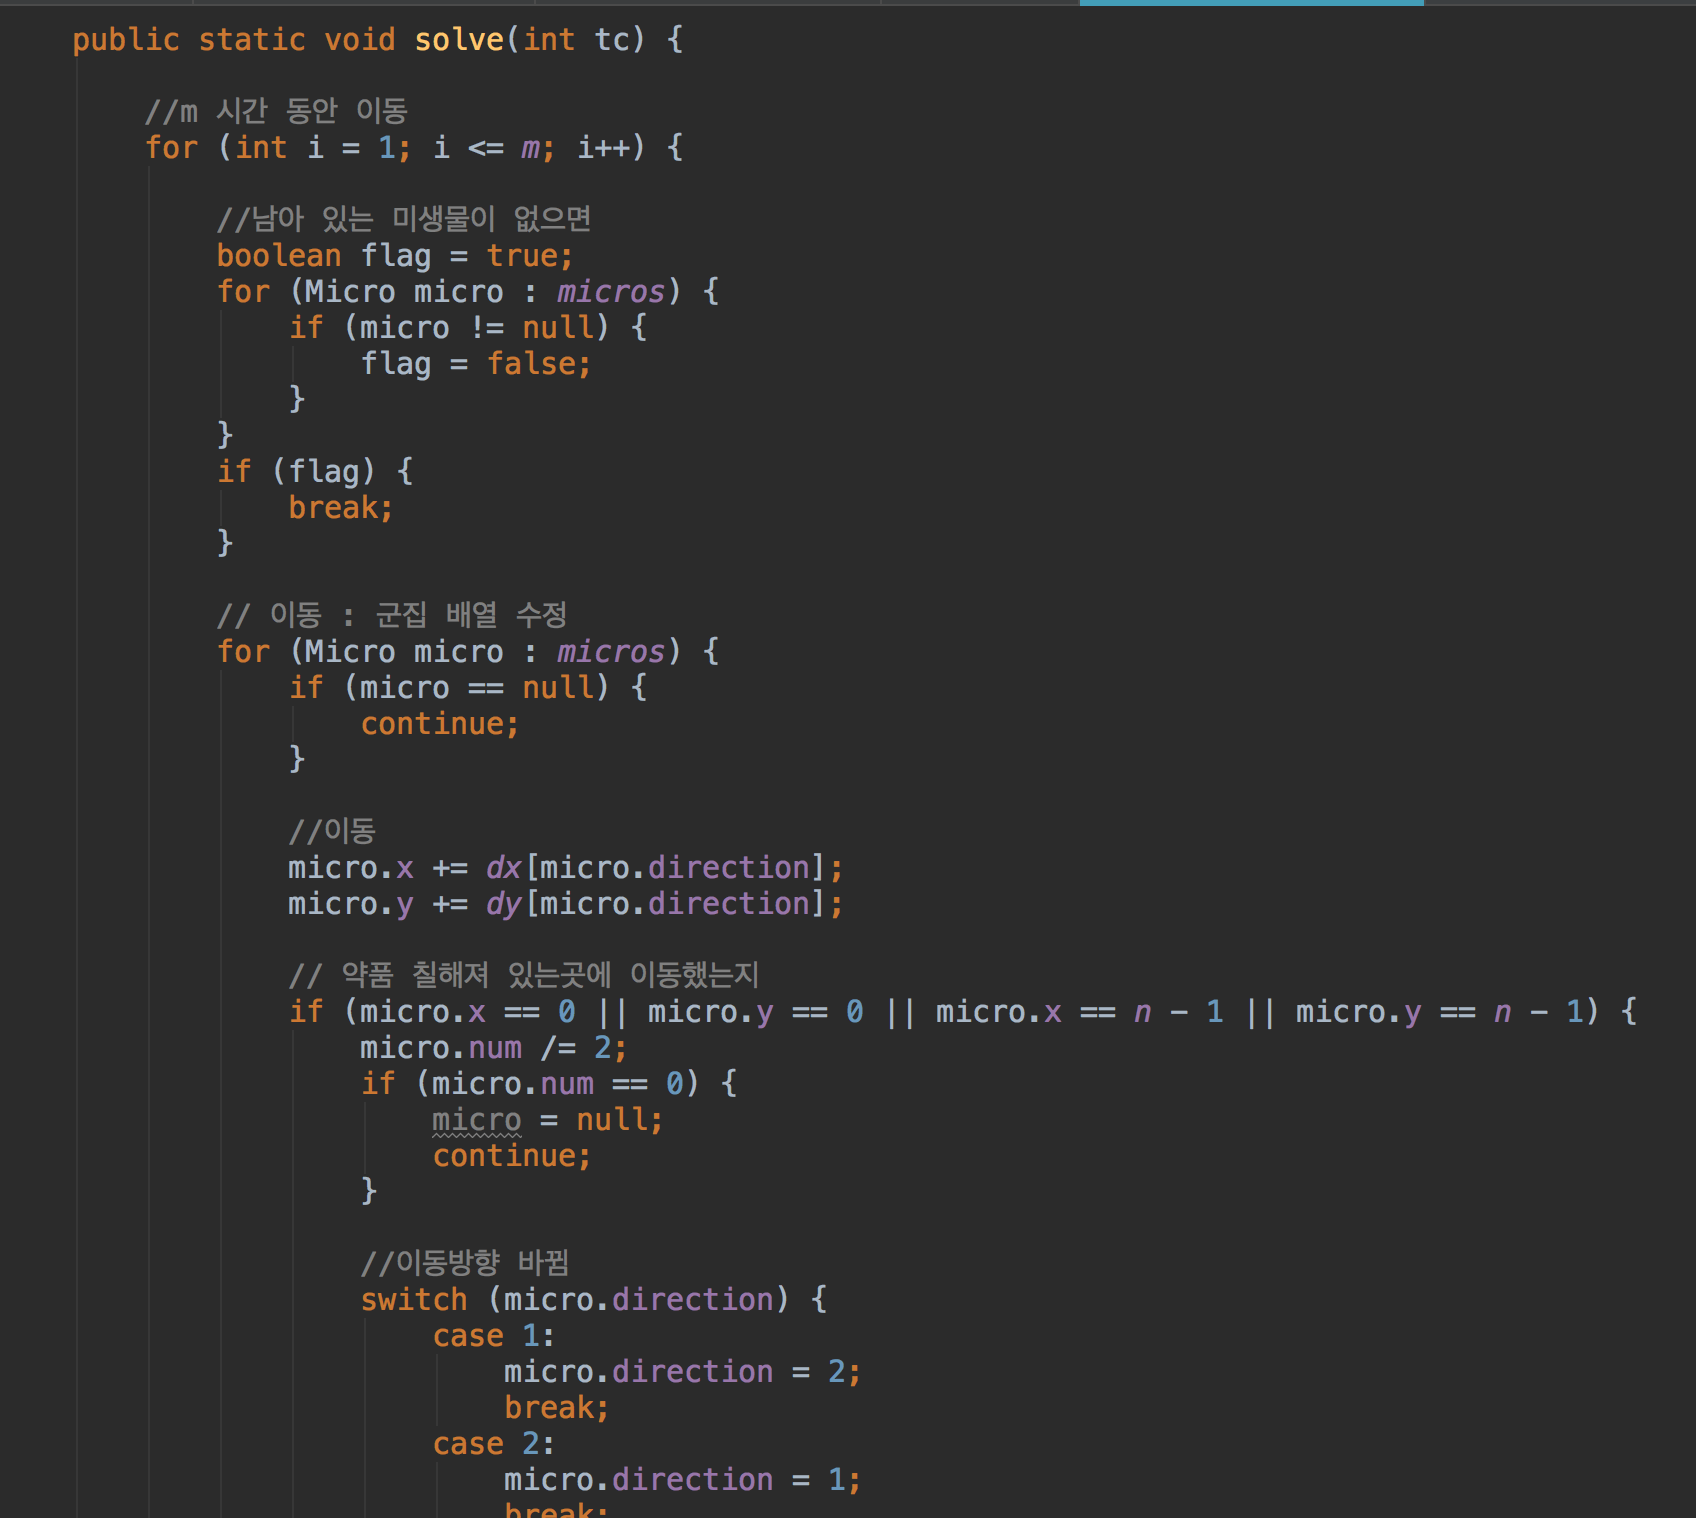 public static void solve(int tc) {
//m 시간 동안 이동
for (int i = 1; i <= m; i++) {
//남아 있는 미생물이 없으면
boolean flag = true;
for (Micro micro : micros) {
if (micro != null) {
flag = false;
}
}
if (flag) {
break;
}
// 이동 : 군집 배열 수정
for (Micro micro : micros) {
if (micro == null) {
continue;
}
//이동
micro.x += dx[micro.direction];
micro.y += dy[micro.direction];
// 약품 칠해져 있는곳에 이동했는지
if (micro.x == 0 || micro.y == 0 || micro.x == n - 1 || micro.y == n - 1) {
micro.num /= 2;
if (micro.num == 0) {
micro = null;
continue;
}
//이동방향 바뀜
switch (micro.direction) {
case 1:
micro.direction = 2;
break;
case 2:
micro.direction = 1;
break;